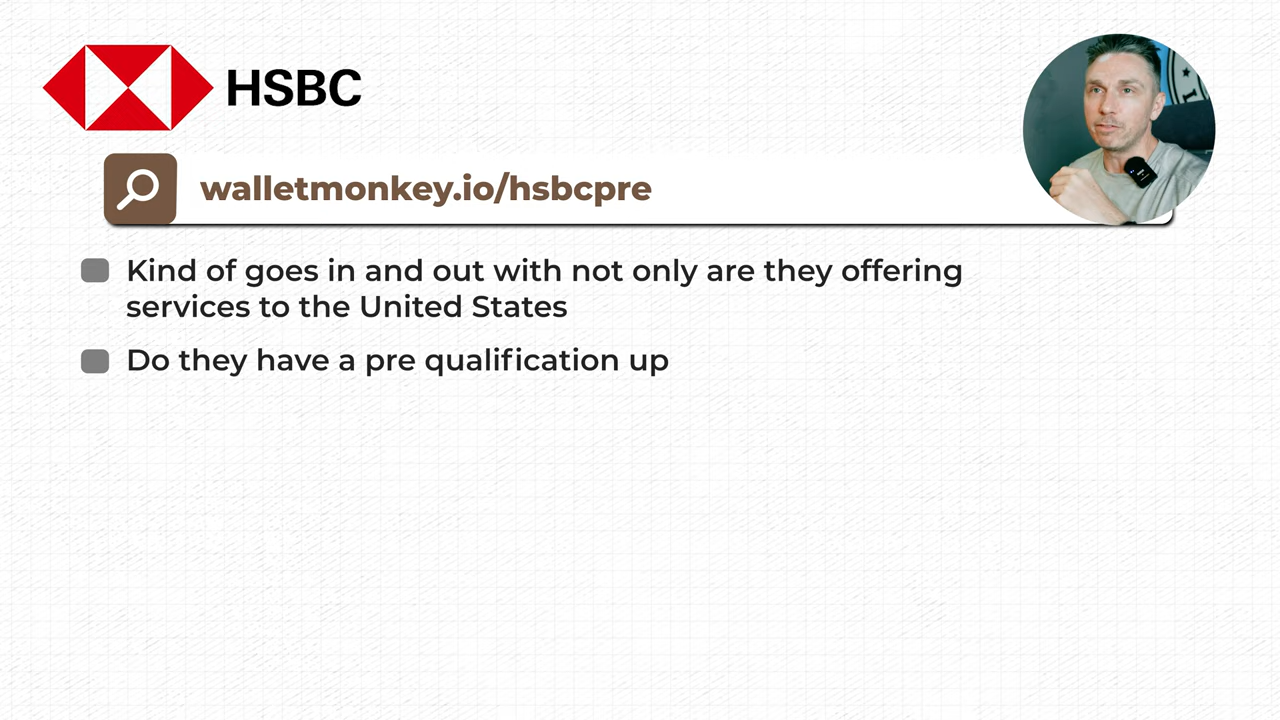 HSBC
walletmonkey.io/hsbcpre
Kind of goes in and out with not only are they offering
services to the United States
Do they have a pre qualification up